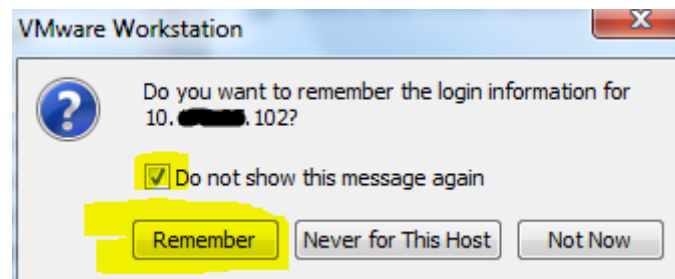 VMware Workstation
Do you want to remember the login information for
10. .102?
Do not show this message again
Remember Never for This Host Not Now